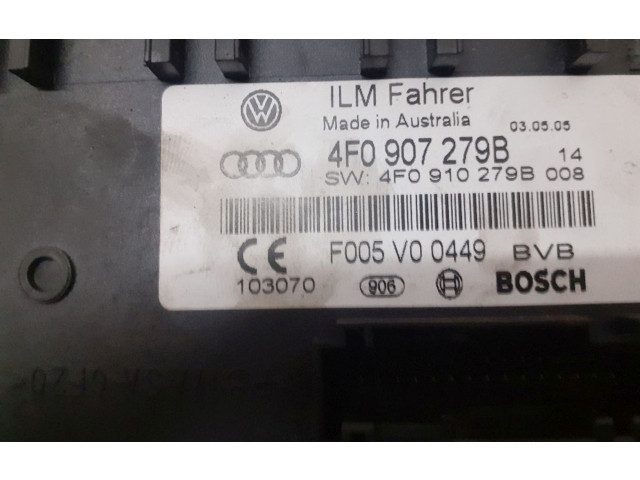 ILM Fahrer
Made in Australia 03.05.05
4F0 907 279B 14
SW: 4F0 910 279B 008
F005 V0 0449 BVB
CE
103070 906 BOSCH